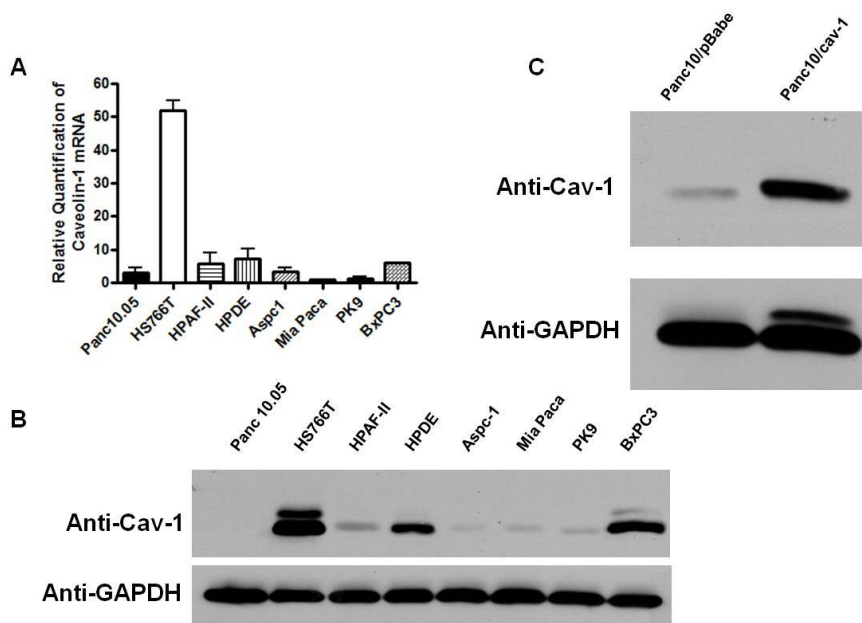 A
Relative Quantification of
Caveolin-1 mRNA
60
50
40
30
20
10
0
Panc10.05
HS766T
HPAF-II
HPDE
Aspc1
Mia Paca
PK9
BxPC3
B
Panc 10.05
HS766T
HPAF-II
HPDE
Aspc-1
Mia Paca
PK9
BxPC3
Anti-Cav-1
Anti-GAPDH
C
Panc10/pBabe
Panc10/cav-1
Anti-Cav-1
Anti-GAPDH